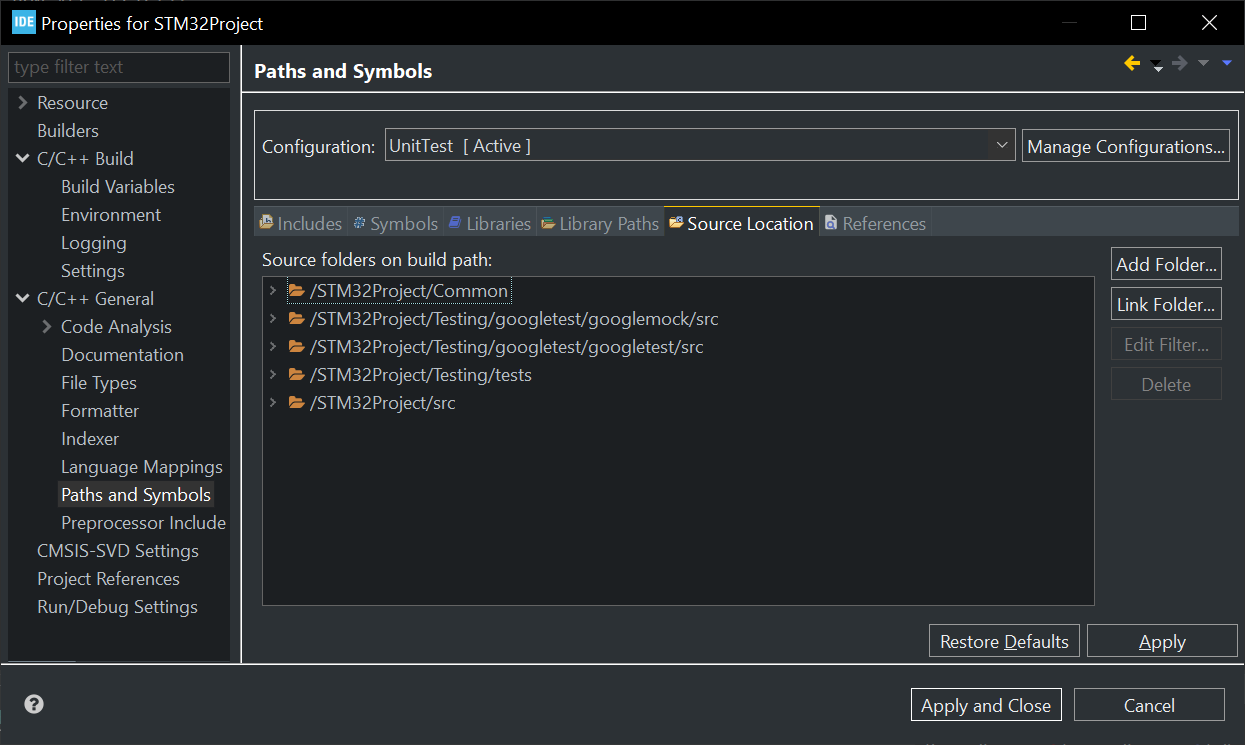 IDE Properties for STM32Project
type filter text
Resource
Builders
C/C++ Build
Build Variables
Environment
Logging
Settings
C/C++ General
Code Analysis
Documentation
File Types
Formatter
Indexer
Language Mappings
Paths and Symbols
Preprocessor Include
CMSIS-SVD Settings
Project References
Run/Debug Settings
Paths and Symbols
Configuration: UnitTest [ Active ] Manage Configurations...
Includes Symbols Libraries Library Paths Source Location References
Source folders on build path:
/STM32Project/Common
/STM32Project/Testing/googletest/googlemock/src
/STM32Project/Testing/googletest/googletest/src
/STM32Project/Testing/tests
/STM32Project/src
Add Folder...
Link Folder...
Edit Filter...
Delete
Restore Defaults Apply
? Apply and Close Cancel